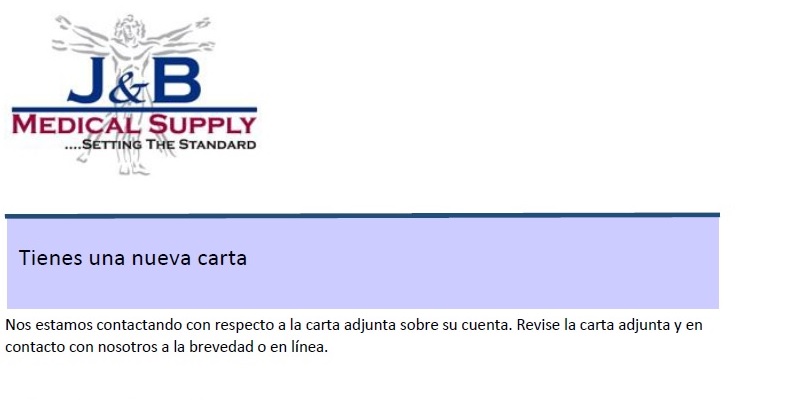 J&B
MEDICAL SUPPLY
....SETTING THE STANDARD
Tienes una nueva carta
Nos estamos contactando con respecto a la carta adjunta sobre su cuenta. Revise la carta adjunta y en
contacto con nosotros a la brevedad o en línea.